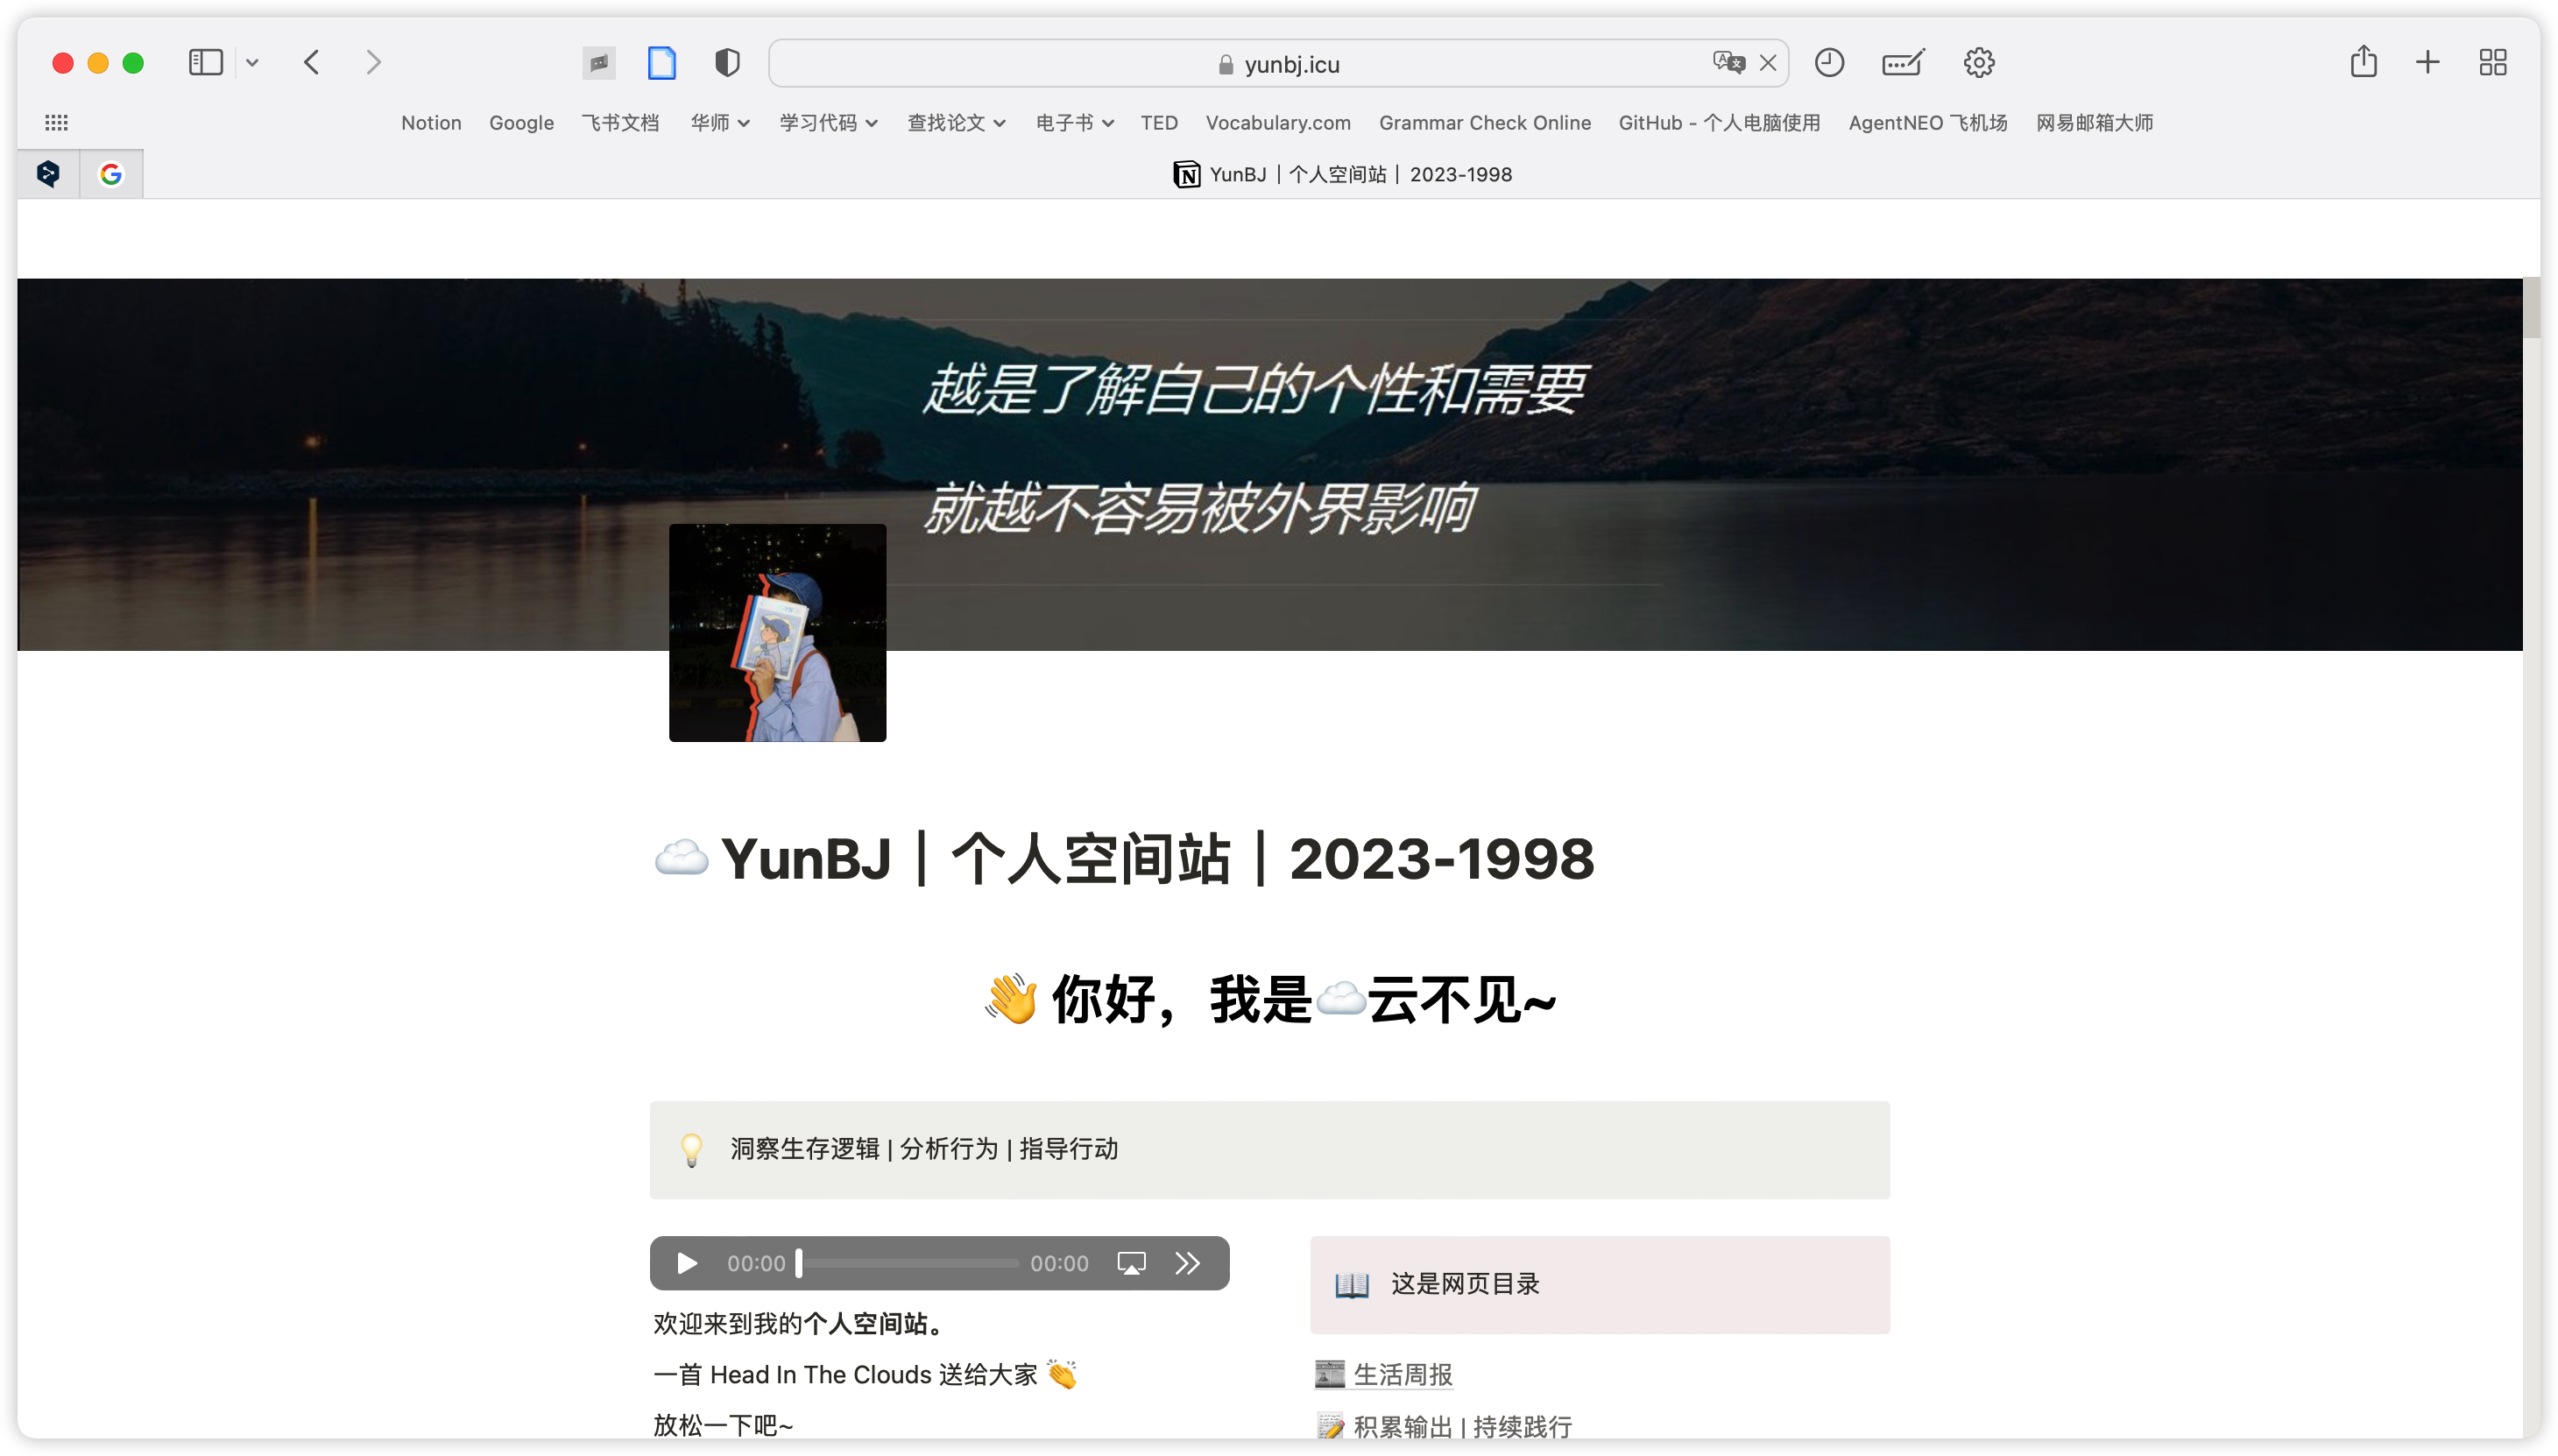 yunbj.icu
Notion Google 飞书文档 华师 学习代码 查找论文 电子书 TED Vocabulary.com Grammar Check Online GitHub - 个人电脑使用 AgentNEO 飞机场 网易邮箱大师
YunBJ｜个人空间站｜2023-1998
越是了解自己的个性和需要
就越不容易被外界影响
☁️ YunBJ｜个人空间站｜2023-1998
👋 你好，我是☁️云不见~
💡 洞察生存逻辑 | 分析行为 | 指导行动
00:00 00:00
欢迎来到我的个人空间站。
一首 Head In The Clouds 送给大家 👏
放松一下吧~
📖 这是网页目录
📰 生活周报
📝 积累输出 | 持续践行